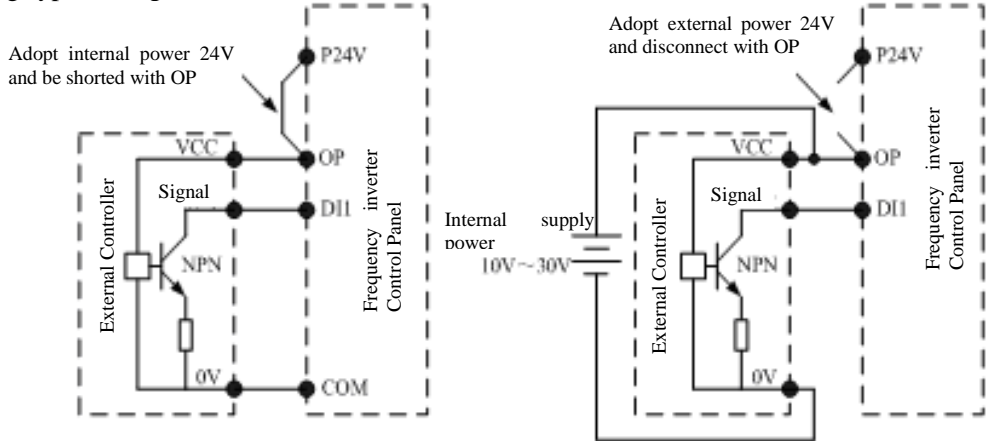 Adopt internal power 24V
and be shorted with OP
P24V
VCC
OP
Signal
DI1
NPN
External Controller
0V
COM
Frequency inverter
Control Panel
Adopt external power 24V
and disconnect with OP
P24V
VCC
OP
Signal
DI1
Internal supply
power
10V~30V
NPN
External Controller
0V
Frequency inverter
Control Panel